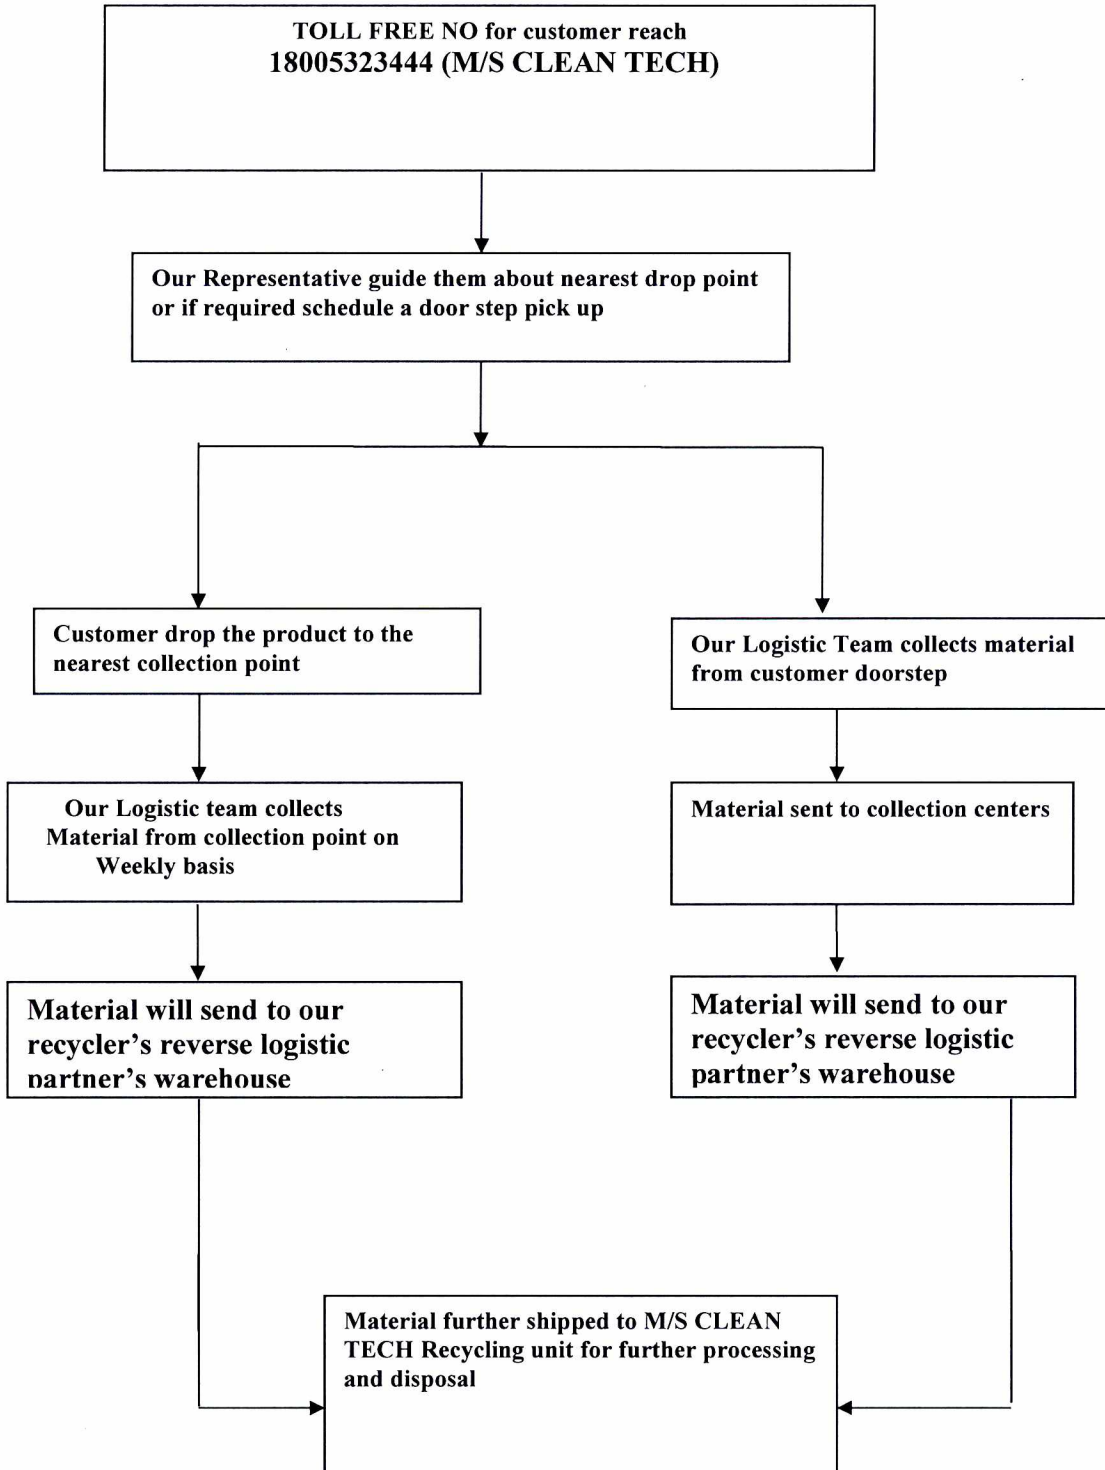 TOLL FREE NO for customer reach
18005323444 (M/S CLEAN TECH)
Our Representative guide them about nearest drop point
or if required schedule a door step pick up
Customer drop the product to the
nearest collection point
Our Logistic Team collects material
from customer doorstep
Our Logistic team collects
Material from collection point on
Weekly basis
Material sent to collection centers
Material will send to our
recycler's reverse logistic
partner's warehouse
Material will send to our
recycler's reverse logistic
partner's warehouse
Material further shipped to M/S CLEAN
TECH Recycling unit for further processing
and disposal